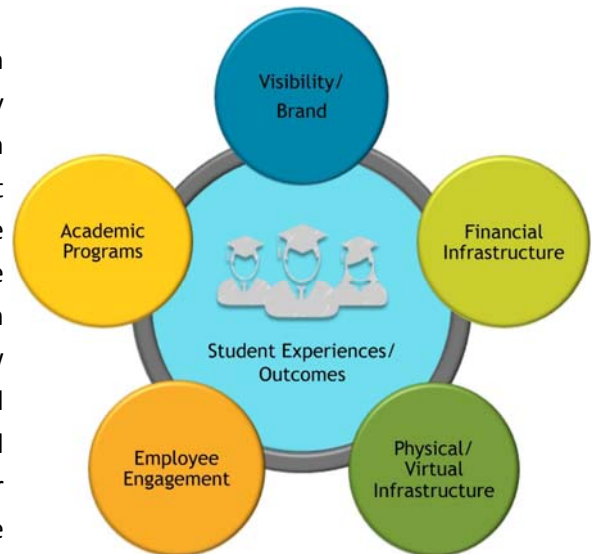 Visibility/
Brand
Academic
Programs
Financial
Infrastructure
Student Experiences/
Outcomes
Employee
Engagement
Physical/
Virtual
Infrastructure